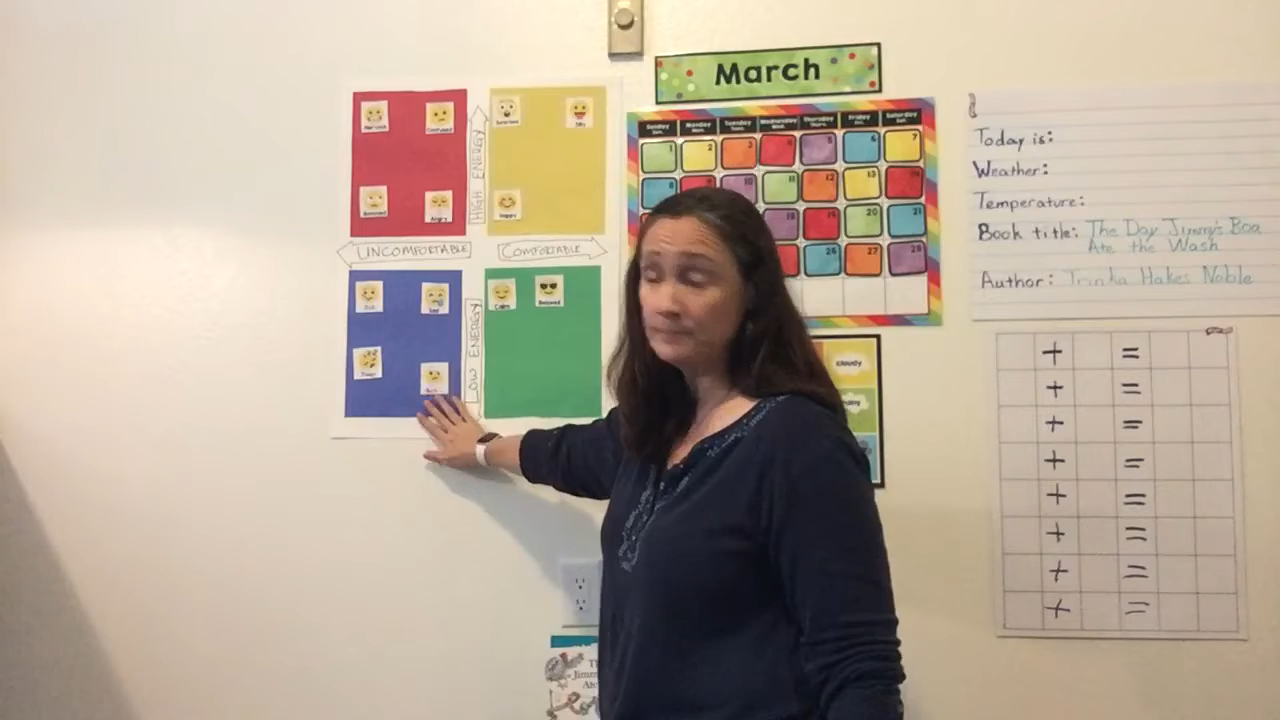 March
Sunday Monday Tuesday Wednesday Thursday Friday Saturday
1 2 3 4 5 6 7
8 9 10 11 12 13 14
18 19 20 21
26 27 28
Nervous Confused
Angry
HIGH ENERGY
Surprised Silly
Happy
UNCOMFORTABLE
COMFORTABLE
Sad
LOW ENERGY
Calm Relaxed
Today is:
Weather:
Temperature:
Book title: The Day Jimmy's Boa
Ate the Wash
Author: Trinka Hakes Noble
+ =
+ =
+ =
+ =
+ =
+ =
+ =
+ =
cloudy